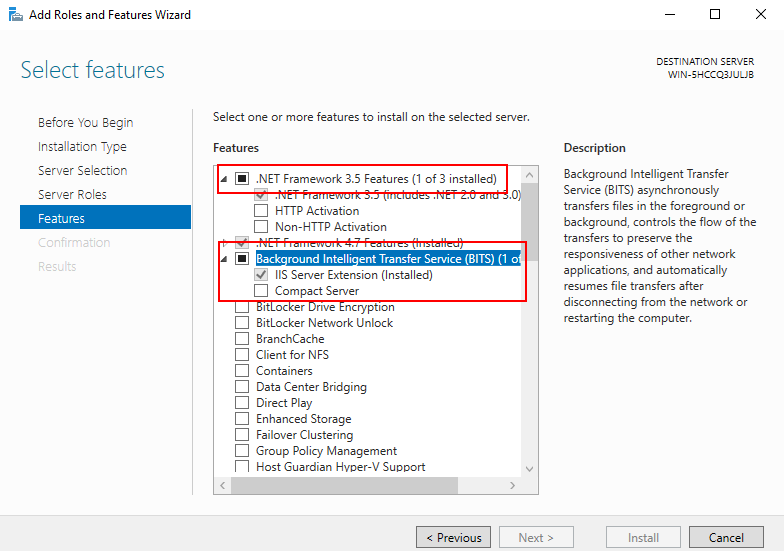 Add Roles and Features Wizard
Select features
DESTINATION SERVER
WIN-5HCCQ3JULJB
Before You Begin
Installation Type
Server Selection
Server Roles
Features
Confirmation
Results
Select one or more features to install on the selected server.
Features
.NET Framework 3.5 Features (1 of 3 installed)
.NET Framework 3.5 (includes .NET 2.0 and 3.0)
HTTP Activation
Non-HTTP Activation
.NET Framework 4.7 Features (Installed)
Background Intelligent Transfer Service (BITS) (1 of
IIS Server Extension (Installed)
Compact Server
BitLocker Drive Encryption
BitLocker Network Unlock
BranchCache
Client for NFS
Containers
Data Center Bridging
Direct Play
Enhanced Storage
Failover Clustering
Group Policy Management
Host Guardian Hyper-V Support
Description
Background Intelligent Transfer
Service (BITS) asynchronously
transfers files in the foreground or
background, controls the flow of the
transfers to preserve the
responsiveness of other network
applications, and automatically
resumes file transfers after
disconnecting from the network or
restarting the computer.
< Previous
Next >
Install
Cancel